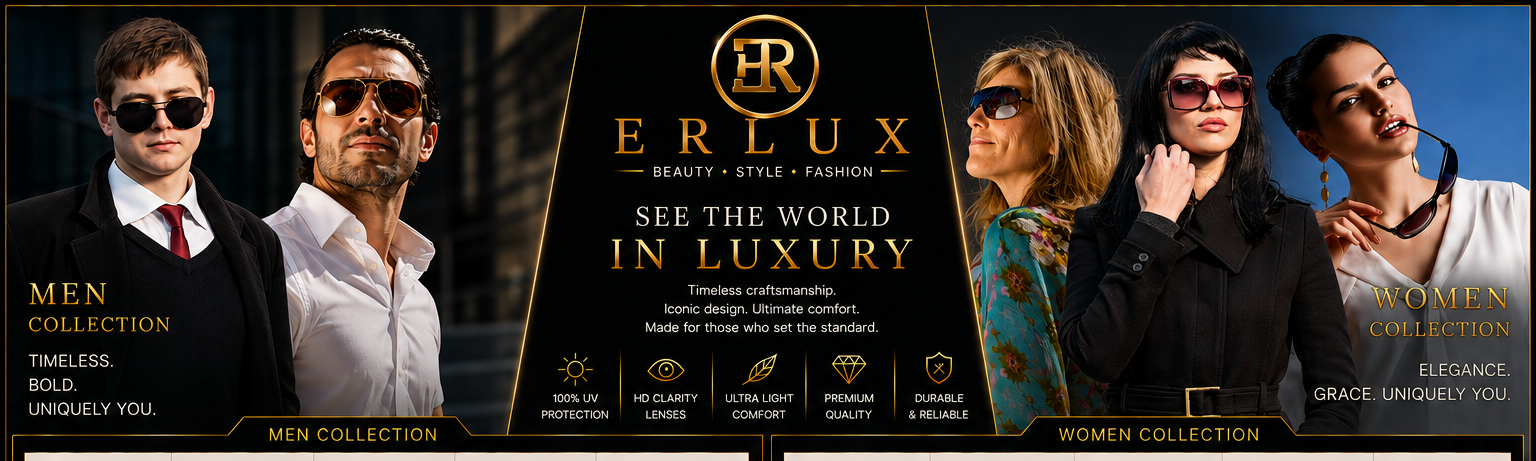 ER
ERLUX
BEAUTY • STYLE • FASHION
SEE THE WORLD
IN LUXURY
Timeless craftsmanship.
Iconic design. Ultimate comfort.
Made for those who set the standard.
100% UV
PROTECTION
HD CLARITY
LENSES
ULTRA LIGHT
COMFORT
PREMIUM
QUALITY
DURABLE
& RELIABLE
MEN
COLLECTION
TIMELESS.
BOLD.
UNIQUELY YOU.
WOMEN
COLLECTION
ELEGANCE.
GRACE. UNIQUELY YOU.
MEN COLLECTION
WOMEN COLLECTION